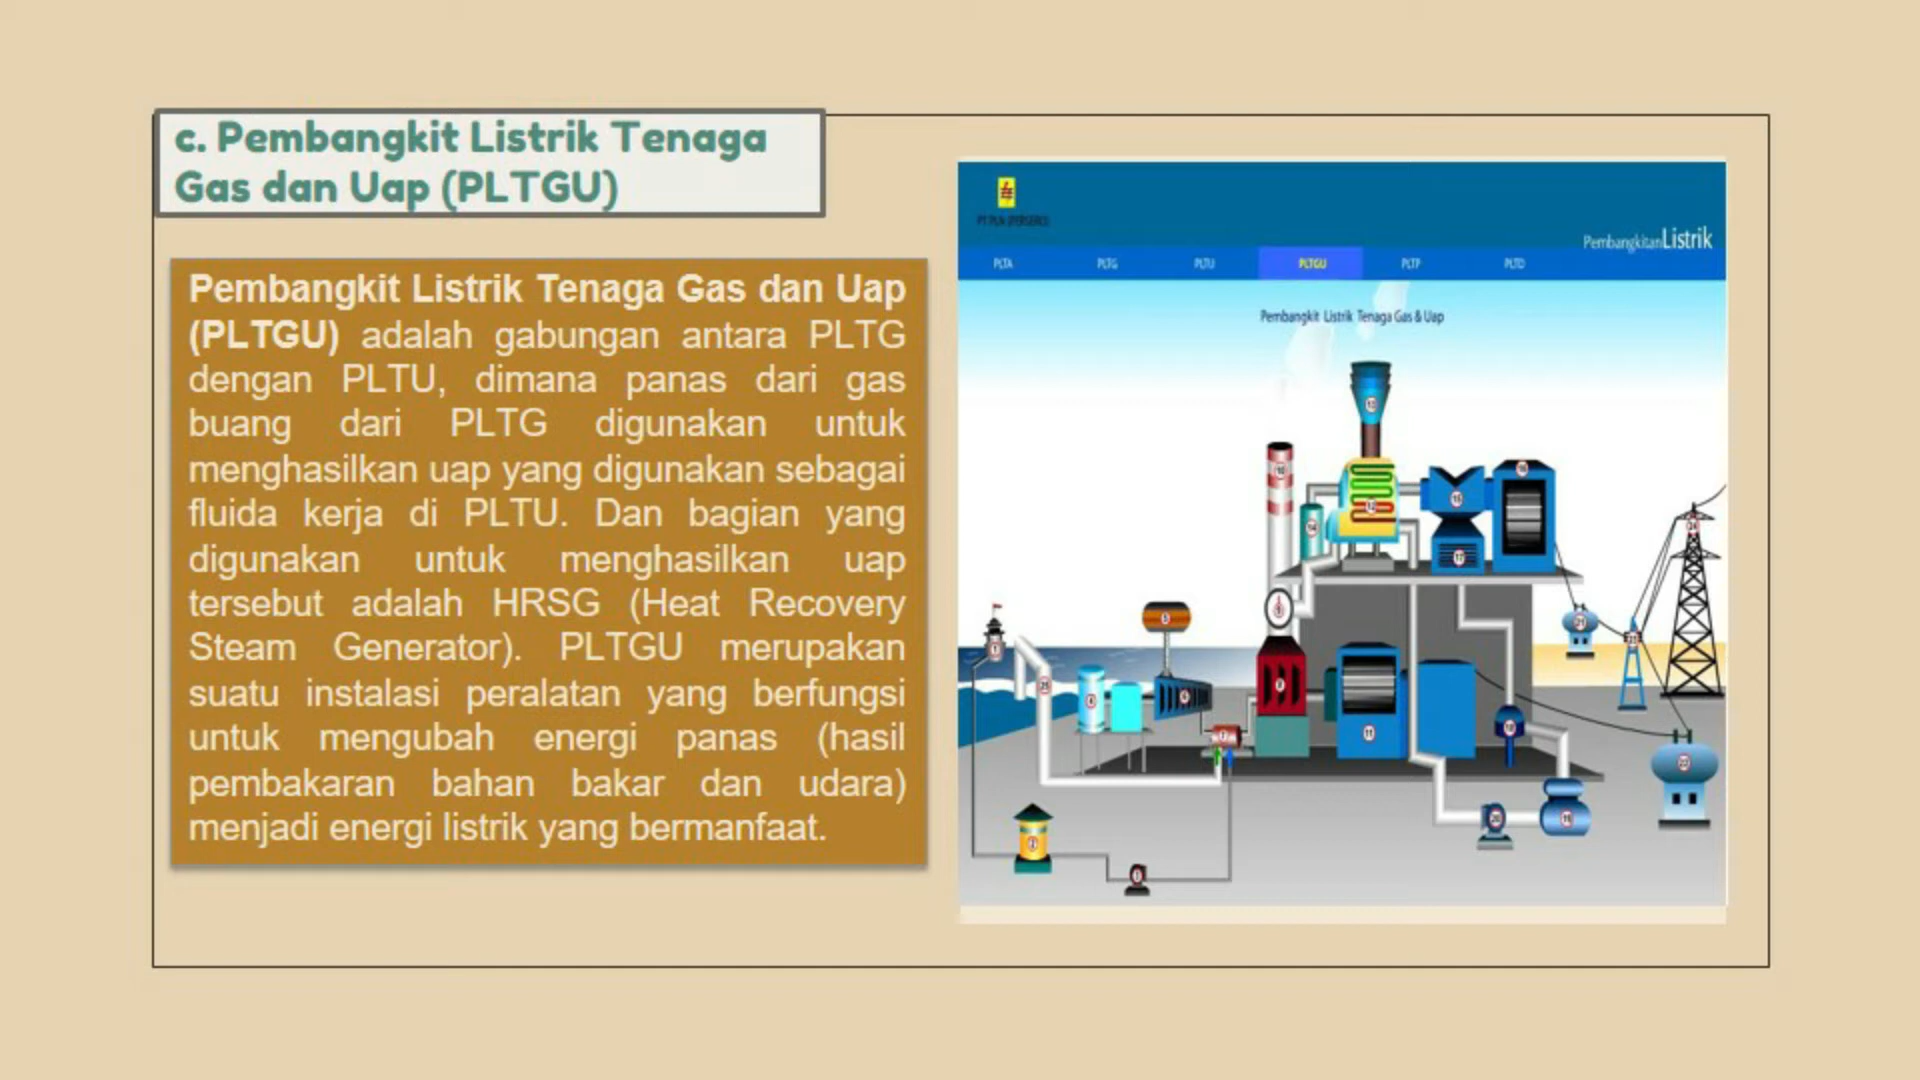 c. Pembangkit Listrik Tenaga
Gas dan Uap (PLTGU)
Pembangkit Listrik Tenaga Gas dan Uap
(PLTGU) adalah gabungan antara PLTG
dengan PLTU, dimana panas dari gas
buang dari PLTG digunakan untuk
menghasilkan uap yang digunakan sebagai
fluida kerja di PLTU. Dan bagian yang
digunakan untuk menghasilkan uap
tersebut adalah HRSG (Heat Recovery
Steam Generator). PLTGU merupakan
suatu instalasi peralatan yang berfungsi
untuk mengubah energi panas (hasil
pembakaran bahan bakar dan udara)
menjadi energi listrik yang bermanfaat.
PT PLN (PERSERO)
PembangkitanListrik
PLTA PLTG PLTU PLTGU PLTP PLTD
Pembangkit Listrik Tenaga Gas & Uap